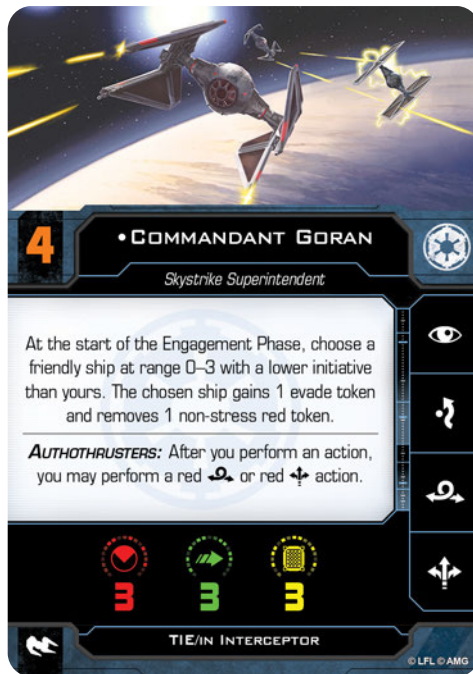 4
•Commandant Goran
Skystrike Superintendent
At the start of the Engagement Phase, choose a
friendly ship at range 0–3 with a lower initiative
than yours. The chosen ship gains 1 evade token
and removes 1 non-stress red token.
Authothrusters: After you perform an action,
you may perform a red or red action.
3 3 3
TIE/in Interceptor
© LFL © AMG